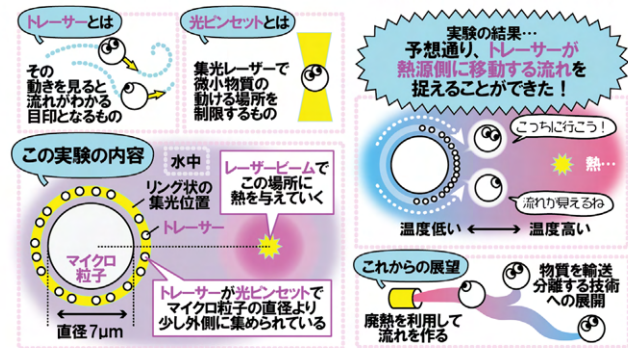 トレーサーとは
その
動きを見ると
流れがわかる
目印となるもの
光ピンセットとは
集光レーザーで
微小物質の
動ける場所を
制限するもの
この実験の内容
水中
リング状の
集光位置
トレーサー
マイクロ
粒子
直径7μm
レーザービームで
この場所に
熱を与えていく
トレーサーが光ピンセットで
マイクロ粒子の直径より
少し外側に集められている
実験の結果…
予想通り、トレーサーが
熱源側に移動する流れを
捉えることができた！
こっちに行こう！
熱…
流れが見えるね
温度低い
温度高い
これからの展望
廃熱を利用して
流れを作る
物質を輸送
分離する技術
への展開